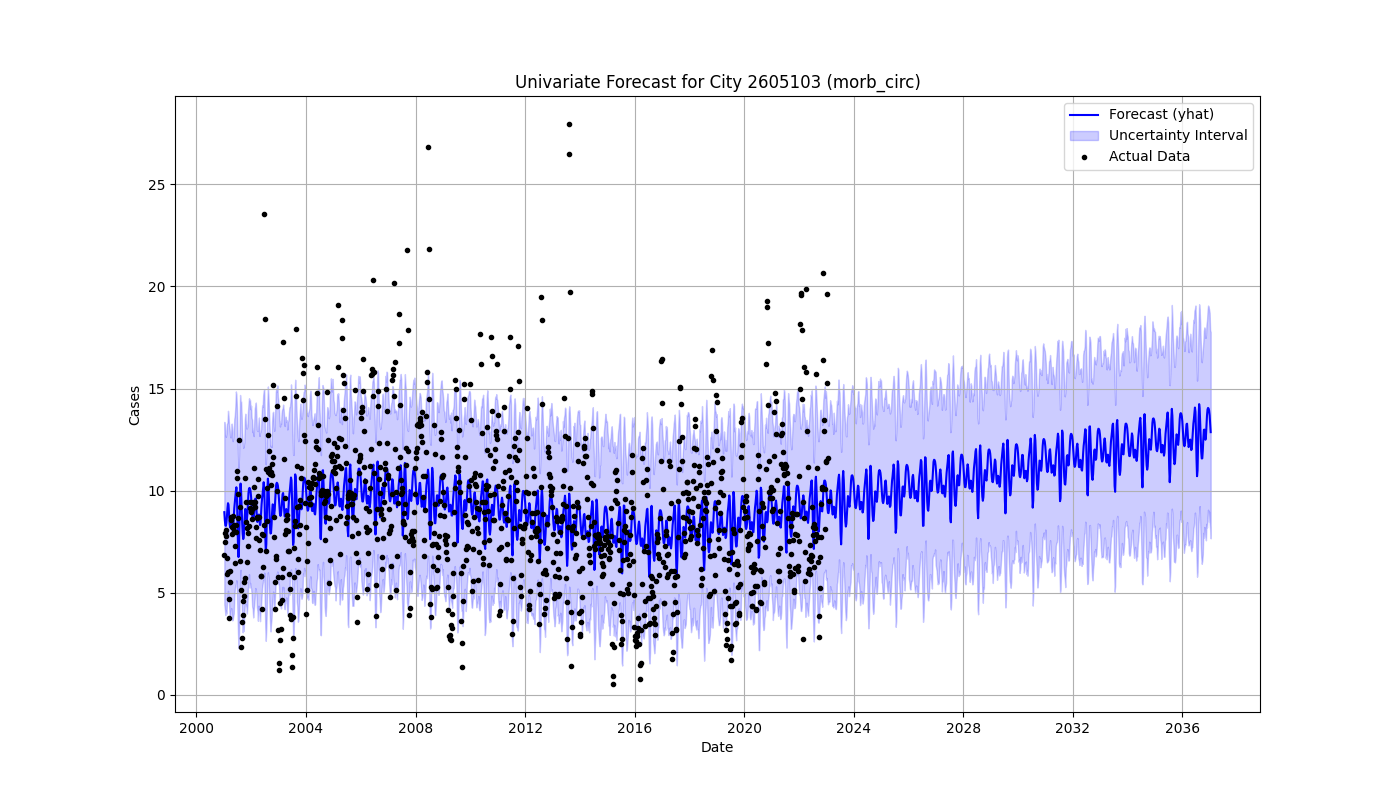 Univariate Forecast for City 2605103 (morb_circ)
Forecast (yhat)
Uncertainty Interval
Actual Data
Cases
25
20
15
10
5
0
2000 2004 2008 2012 2016 2020 2024 2028 2032 2036
Date